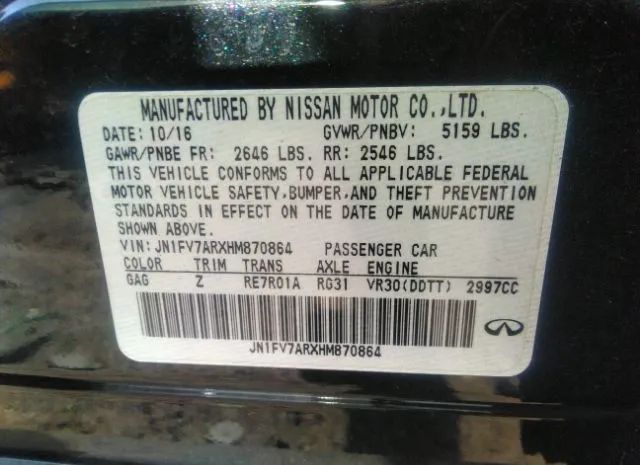 MANUFACTURED BY NISSAN MOTOR CO.,LTD.
DATE: 10/16 GVWR/PNBV: 5159 LBS.
GAWR/PNBE FR: 2646 LBS. RR: 2546 LBS.
THIS VEHICLE CONFORMS TO ALL APPLICABLE FEDERAL
MOTOR VEHICLE SAFETY,BUMPER,AND THEFT PREVENTION
STANDARDS IN EFFECT ON THE DATE OF MANUFACTURE
SHOWN ABOVE.
VIN: JN1FV7ARXHM870864 PASSENGER CAR
COLOR TRIM TRANS AXLE ENGINE
GAG Z RE7R01A RG31 VR30(DDTT) 2997CC
JN1FV7ARXHM870864